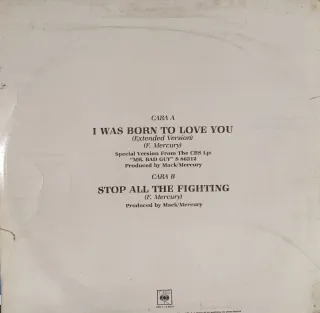 CARA A
I WAS BORN TO LOVE YOU
(Extended Version)
(F. Mercury)
Special Version From The CBS Lp:
"MR. BAD GUY" S 86312
Produced by Mack/Mercury
CARA B
STOP ALL THE FIGHTING
(F. Mercury)
Produced by Mack/Mercury
CBS